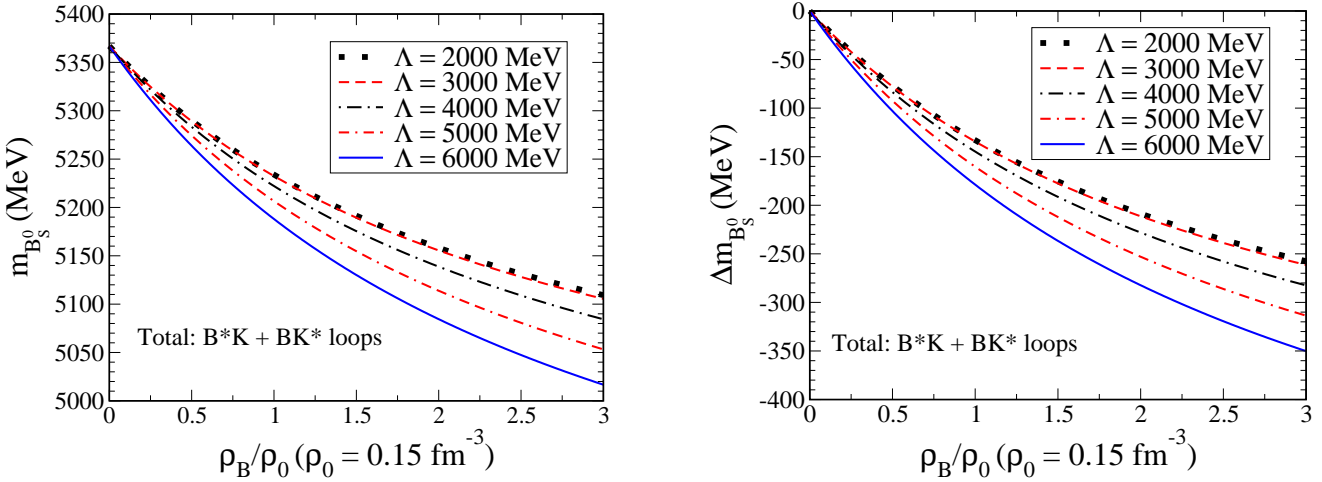 5400
5350
5300
5250
5200
5150
5100
5050
5000
m_{B_S^0} (MeV)
Λ = 2000 MeV
Λ = 3000 MeV
Λ = 4000 MeV
Λ = 5000 MeV
Λ = 6000 MeV
Total: B*K + BK* loops
0 0.5 1 1.5 2 2.5 3
ρ_B/ρ_0 (ρ_0 = 0.15 fm^{-3})
0
-50
-100
-150
-200
-250
-300
-350
-400
Δm_{B_S^0} (MeV)
Λ = 2000 MeV
Λ = 3000 MeV
Λ = 4000 MeV
Λ = 5000 MeV
Λ = 6000 MeV
Total: B*K + BK* loops
0 0.5 1 1.5 2 2.5 3
ρ_B/ρ_0 (ρ_0 = 0.15 fm^{-3})